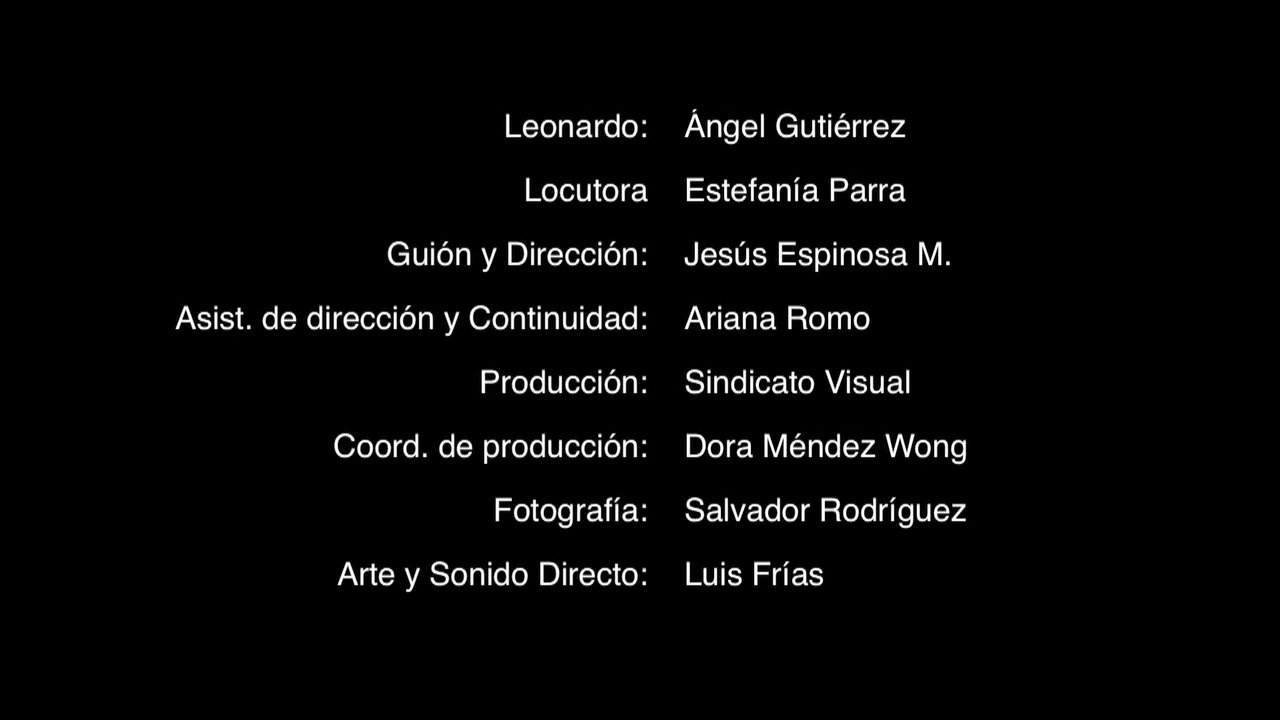 Leonardo: Ángel Gutiérrez
Locutora Estefanía Parra
Guión y Dirección: Jesús Espinosa M.
Asist. de dirección y Continuidad: Ariana Romo
Producción: Sindicato Visual
Coord. de producción: Dora Méndez Wong
Fotografía: Salvador Rodríguez
Arte y Sonido Directo: Luis Frías